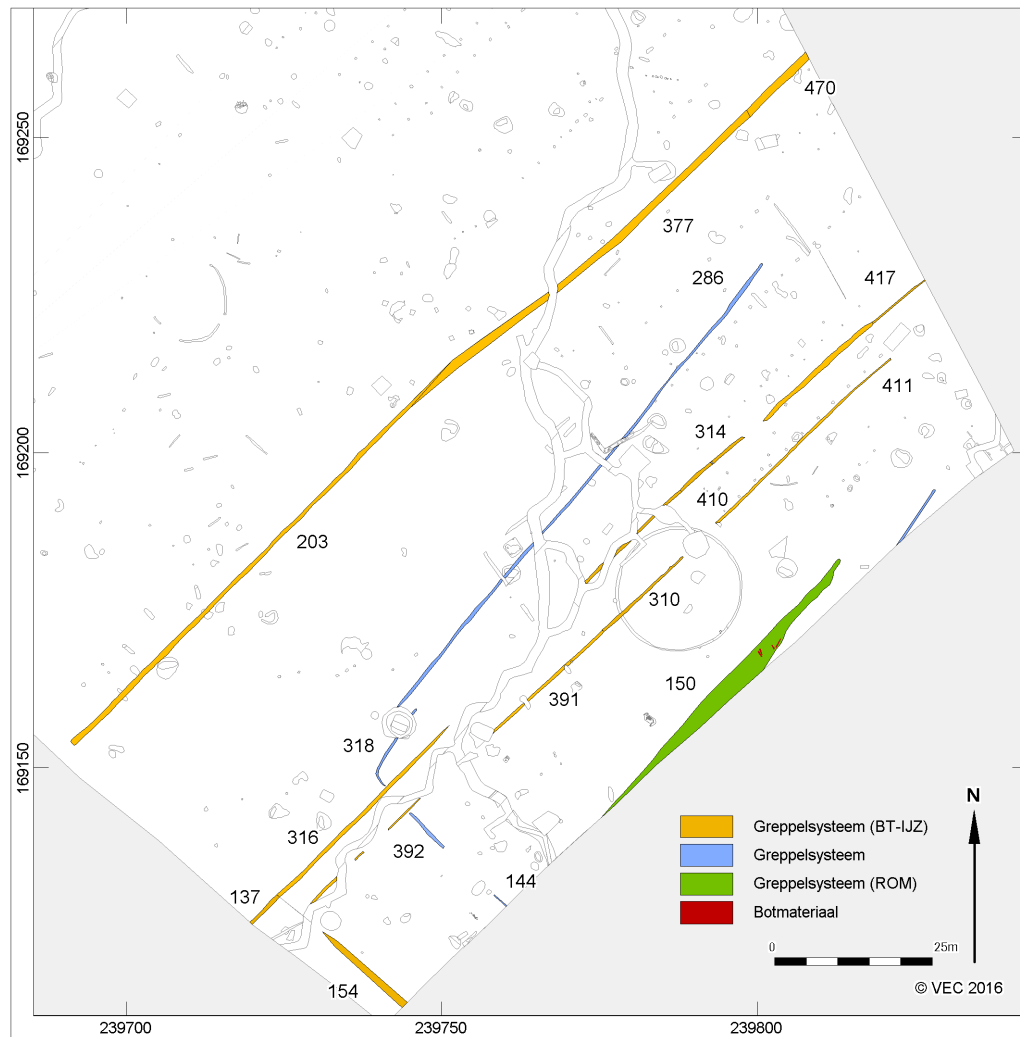 470
169250
377
286
417
411
314
169200
410
203
310
391
150
318
169150
N
316
392
Greppelsysteem (BT-IJZ)
Greppelsysteem
144
Greppelsysteem (ROM)
137
Botmateriaal
0 25m
154
© VEC 2016
239700 239750 239800